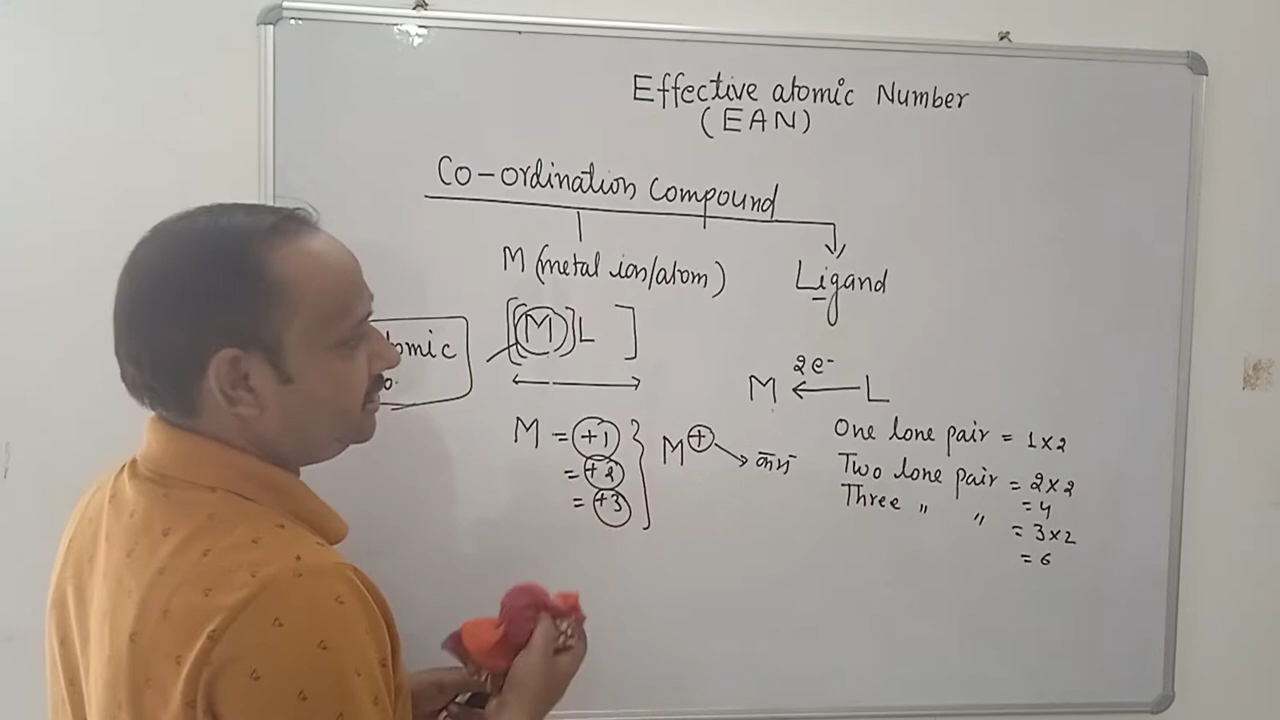 Effective atomic Number
(EAN)
Co-ordination Compound
M (metal ion/atom)
Ligand
[(M)]L ]
M 2e⁻ ← L
M = +1
= +2
= +3
M⁺
One lone pair = 1×2
Two lone pair = 2×2
= 4
Three " " = 3×2
= 6